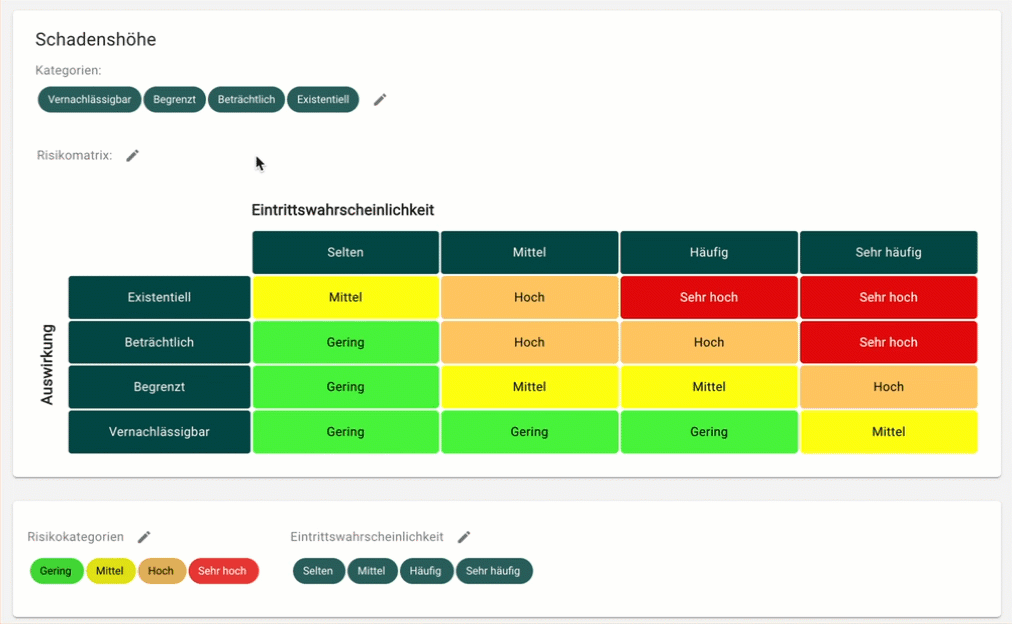 Schadenshöhe
Kategorien:
Vernachlässigbar Begrenzt Beträchtlich Existentiell
Risikomatrix:
Eintrittswahrscheinlichkeit
Selten Mittel Häufig Sehr häufig
Auswirkung
Existentiell Mittel Hoch Sehr hoch Sehr hoch
Beträchtlich Gering Hoch Hoch Sehr hoch
Begrenzt Gering Mittel Mittel Hoch
Vernachlässigbar Gering Gering Gering Mittel
Risikokategorien Eintrittswahrscheinlichkeit
Gering Mittel Hoch Sehr hoch Selten Mittel Häufig Sehr häufig